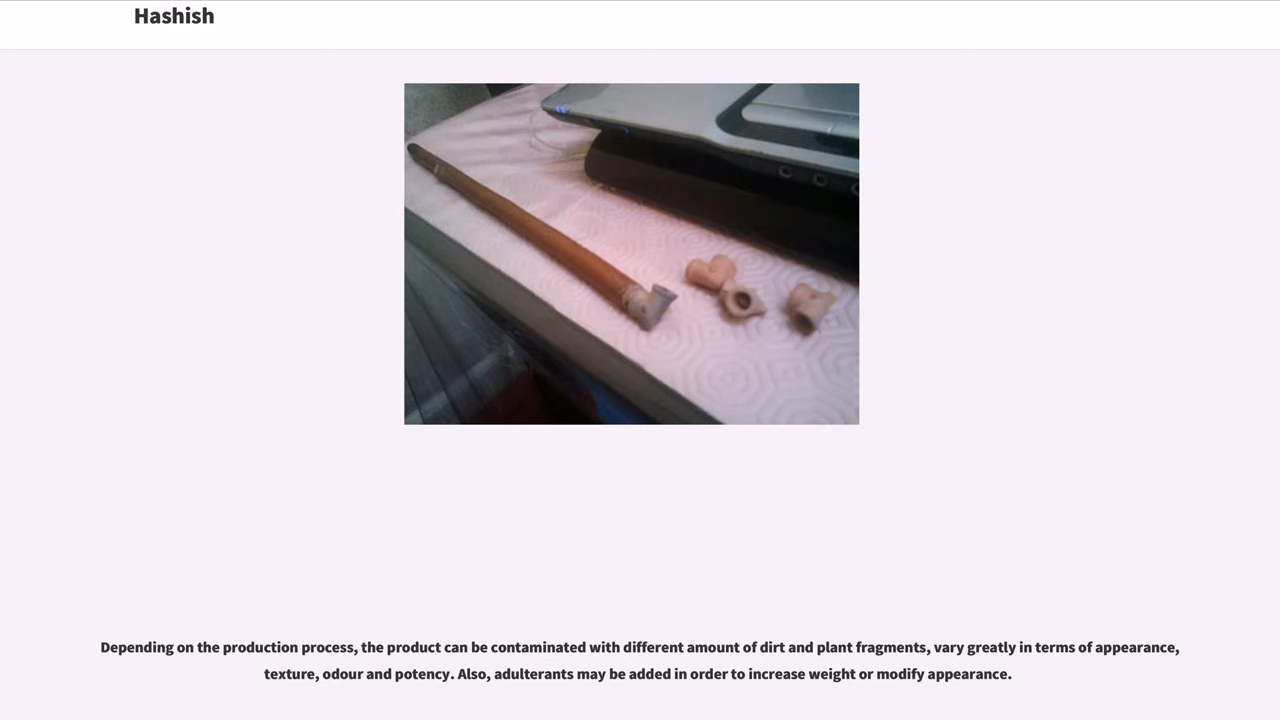 Hashish
Depending on the production process, the product can be contaminated with different amount of dirt and plant fragments, vary greatly in terms of appearance,
texture, odour and potency. Also, adulterants may be added in order to increase weight or modify appearance.